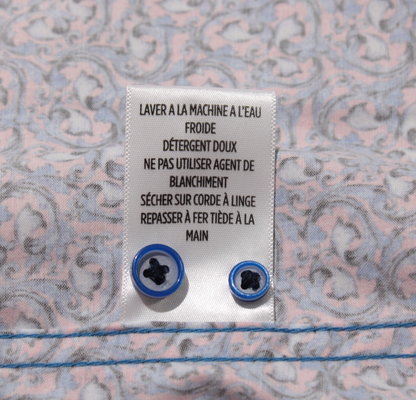 LAVER A LA MACHINE A L'EAU
FROIDE
DÉTERGENT DOUX
NE PAS UTILISER AGENT DE
BLANCHIMENT
SÉCHER SUR CORDE À LINGE
REPASSER À FER TIÈDE À LA
MAIN